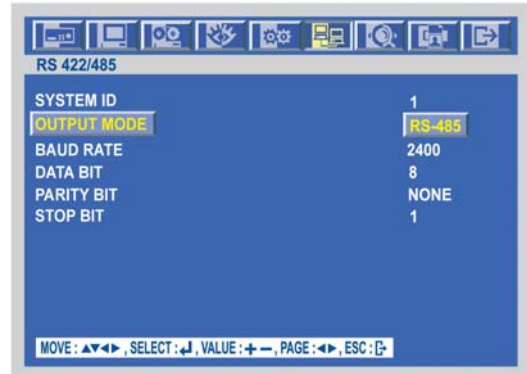 RS 422/485
SYSTEM ID 1
OUTPUT MODE RS-485
BAUD RATE 2400
DATA BIT 8
PARITY BIT NONE
STOP BIT 1
MOVE : ▲▼◄► , SELECT : ↵ , VALUE : + − , PAGE : ◄► , ESC :